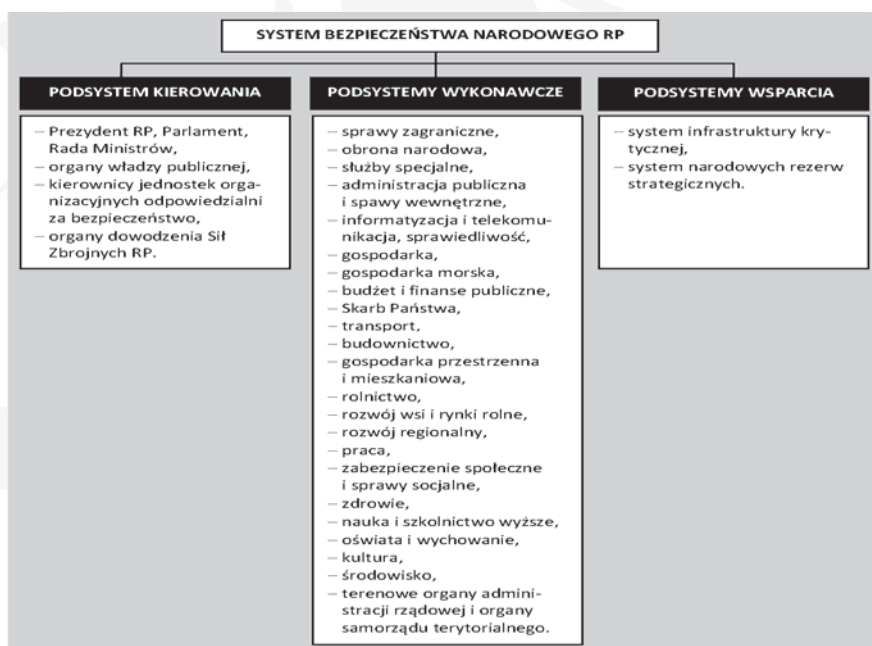 SYSTEM BEZPIECZEŃSTWA NARODOWEGO RP
PODSYSTEM KIEROWANIA
– Prezydent RP, Parlament,
Rada Ministrów,
– organy władzy publicznej,
– kierownicy jednostek orga-
nizacyjnych odpowiedzialni
za bezpieczeństwo,
– organy dowodzenia Sił
Zbrojnych RP.
PODSYSTEMY WYKONAWCZE
– sprawy zagraniczne,
– obrona narodowa,
– służby specjalne,
– administracja publiczna
i spawy wewnętrzne,
– informatyzacja i telekomu-
nikacja, sprawiedliwość,
– gospodarka,
– gospodarka morska,
– budżet i finanse publiczne,
– Skarb Państwa,
– transport,
– budownictwo,
– gospodarka przestrzenna
i mieszkaniowa,
– rolnictwo,
– rozwój wsi i rynki rolne,
– rozwój regionalny,
– praca,
– zabezpieczenie społeczne
i sprawy socjalne,
– zdrowie,
– nauka i szkolnictwo wyższe,
– oświata i wychowanie,
– kultura,
– środowisko,
– terenowe organy admini-
stracji rządowej i organy
samorządu terytorialnego.
PODSYSTEMY WSPARCIA
– system infrastruktury kry-
tycznej,
– system narodowych rezerw
strategicznych.